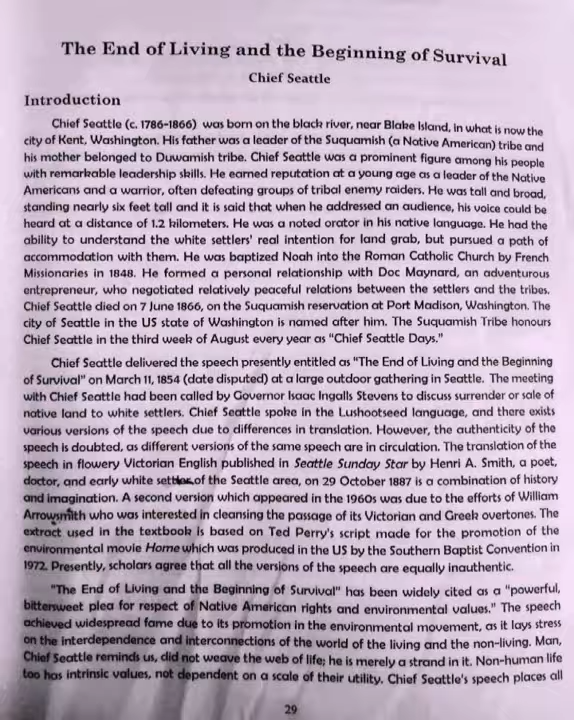 The End of Living and the Beginning of Survival
Chief Seattle
Introduction
Chief Seattle (c. 1786-1866) was born on the black river, near Blake Island, in what is now the
city of Kent, Washington. His father was a leader of the Suquamish (a Native American) tribe and
his mother belonged to Duwamish tribe. Chief Seattle was a prominent figure among his people
with remarkable leadership skills. He earned reputation at a young age as a leader of the Native
Americans and a warrior, often defeating groups of tribal enemy raiders. He was tall and broad,
standing nearly six feet tall and it is said that when he addressed an audience, his voice could be
heard at a distance of 1.2 kilometers. He was a noted orator in his native language. He had the
ability to understand the white settlers' real intention for land grab, but pursued a path of
accommodation with them. He was baptized Noah into the Roman Catholic Church by French
Missionaries in 1848. He formed a personal relationship with Doc Maynard, an adventurous
entrepreneur, who negotiated relatively peaceful relations between the settlers and the tribes.
Chief Seattle died on 7 June 1866, on the Suquamish reservation at Port Madison, Washington. The
city of Seattle in the US state of Washington is named after him. The Suquamish Tribe honours
Chief Seattle in the third week of August every year as "Chief Seattle Days."
Chief Seattle delivered the speech presently entitled as "The End of Living and the Beginning
of Survival" on March 11, 1854 (date disputed) at a large outdoor gathering in Seattle. The meeting
with Chief Seattle had been called by Governor Isaac Ingalls Stevens to discuss surrender or sale of
native land to white settlers. Chief Seattle spoke in the Lushootseed language, and there exists
various versions of the speech due to differences in translation. However, the authenticity of the
speech is doubted, as different versions of the same speech are in circulation. The translation of the
speech in flowery Victorian English published in Seattle Sunday Star by Henri A. Smith, a poet,
doctor, and early white settler of the Seattle area, on 29 October 1887 is a combination of history
and imagination. A second version which appeared in the 1960s was due to the efforts of William
Arrowsmith who was interested in cleansing the passage of its Victorian and Greek overtones. The
extract used in the textbook is based on Ted Perry's script made for the promotion of the
environmental movie Home which was produced in the US by the Southern Baptist Convention in
1972. Presently, scholars agree that all the versions of the speech are equally inauthentic.
"The End of Living and the Beginning of Survival" has been widely cited as a "powerful,
bittersweet plea for respect of Native American rights and environmental values." The speech
achieved widespread fame due to its promotion in the environmental movement, as it lays stress
on the interdependence and interconnections of the world of the living and the non-living. Man,
Chief Seattle reminds us, did not weave the web of life; he is merely a strand in it. Non-human life
too has intrinsic values, not dependent on a scale of their utility. Chief Seattle's speech places all
29